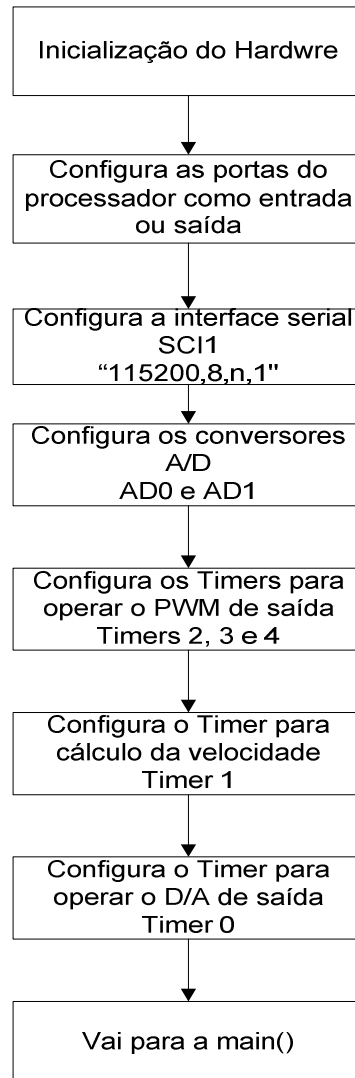 Inicialização do Hardwre
Configura as portas do
processador como entrada
ou saída
Configura a interface serial
SCI1
“115200,8,n,1"
Configura os conversores
A/D
AD0 e AD1
Configura os Timers para
operar o PWM de saída
Timers 2, 3 e 4
Configura o Timer para
cálculo da velocidade
Timer 1
Configura o Timer para
operar o D/A de saída
Timer 0
Vai para a main()